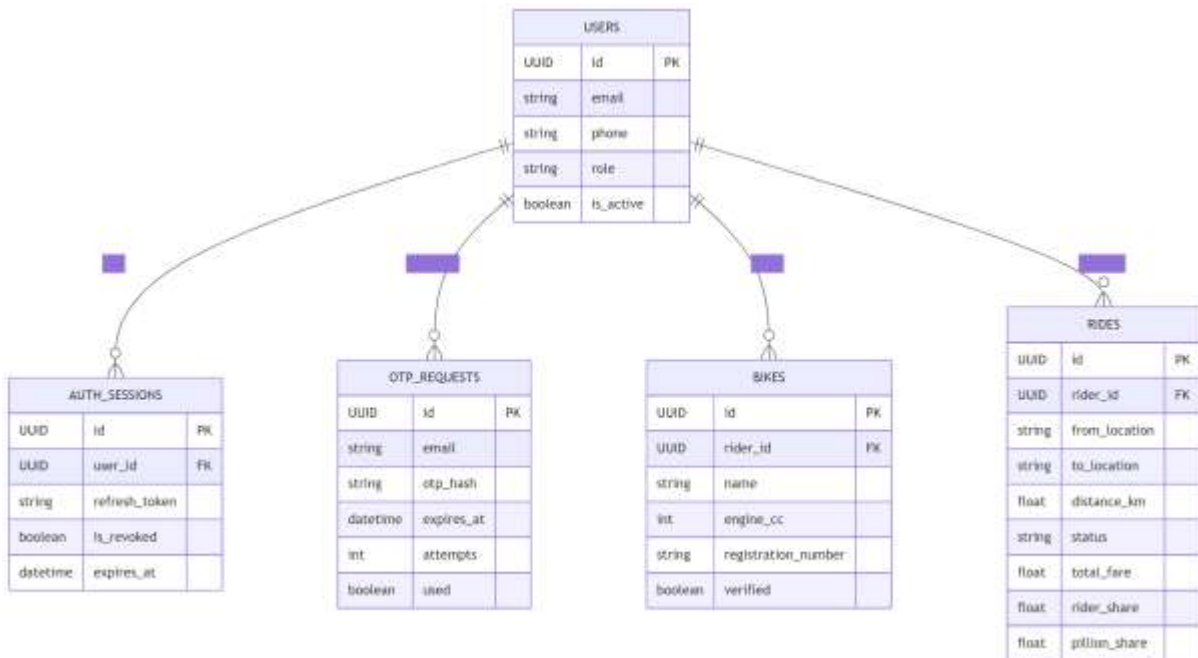 USERS
UUID id PK
string email
string phone
string role
boolean is_active
AUTH_SESSIONS
UUID id PK
UUID user_id FK
string refresh_token
boolean is_revoked
datetime expires_at
OTP_REQUESTS
UUID id PK
string email
string otp_hash
datetime expires_at
int attempts
boolean used
BIKES
UUID id PK
UUID rider_id FK
string name
int engine_cc
string registration_number
boolean verified
RIDES
UUID id PK
UUID rider_id FK
string from_location
string to_location
float distance_km
string status
float total_fare
float rider_share
float pillion_share